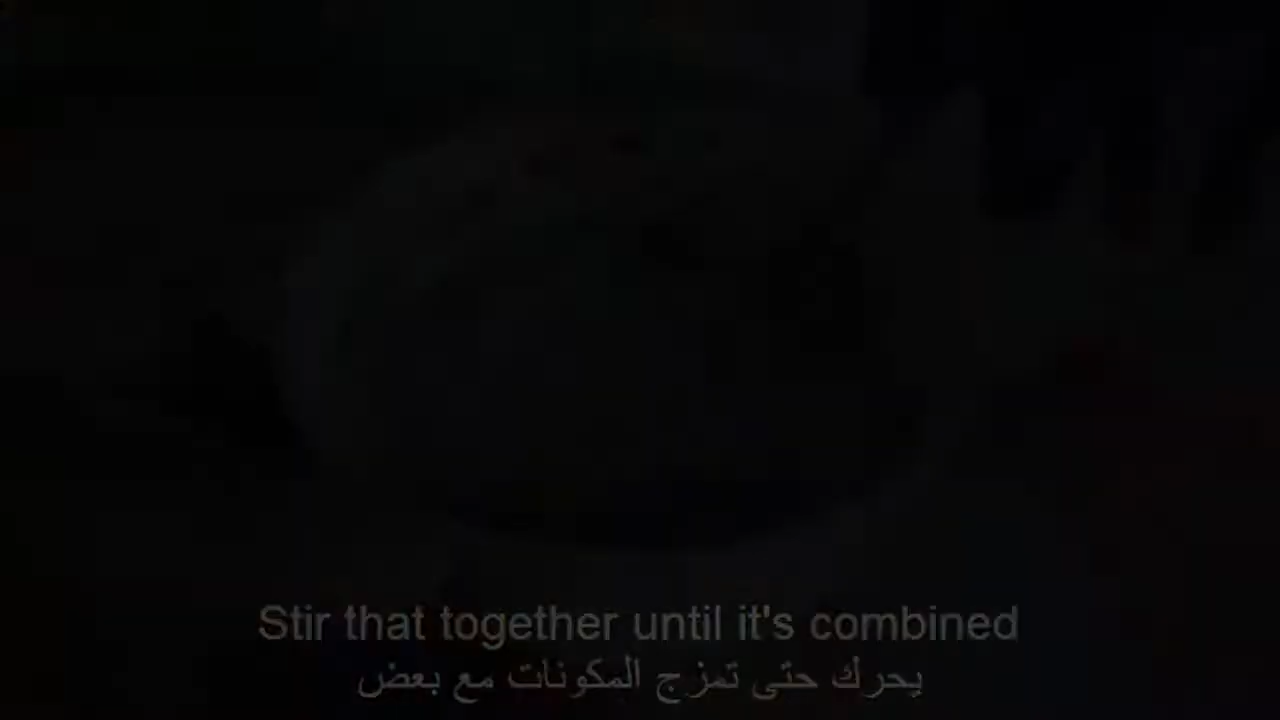 Stir that together until it's combined
يحرك حتى تمزج المكونات مع بعض